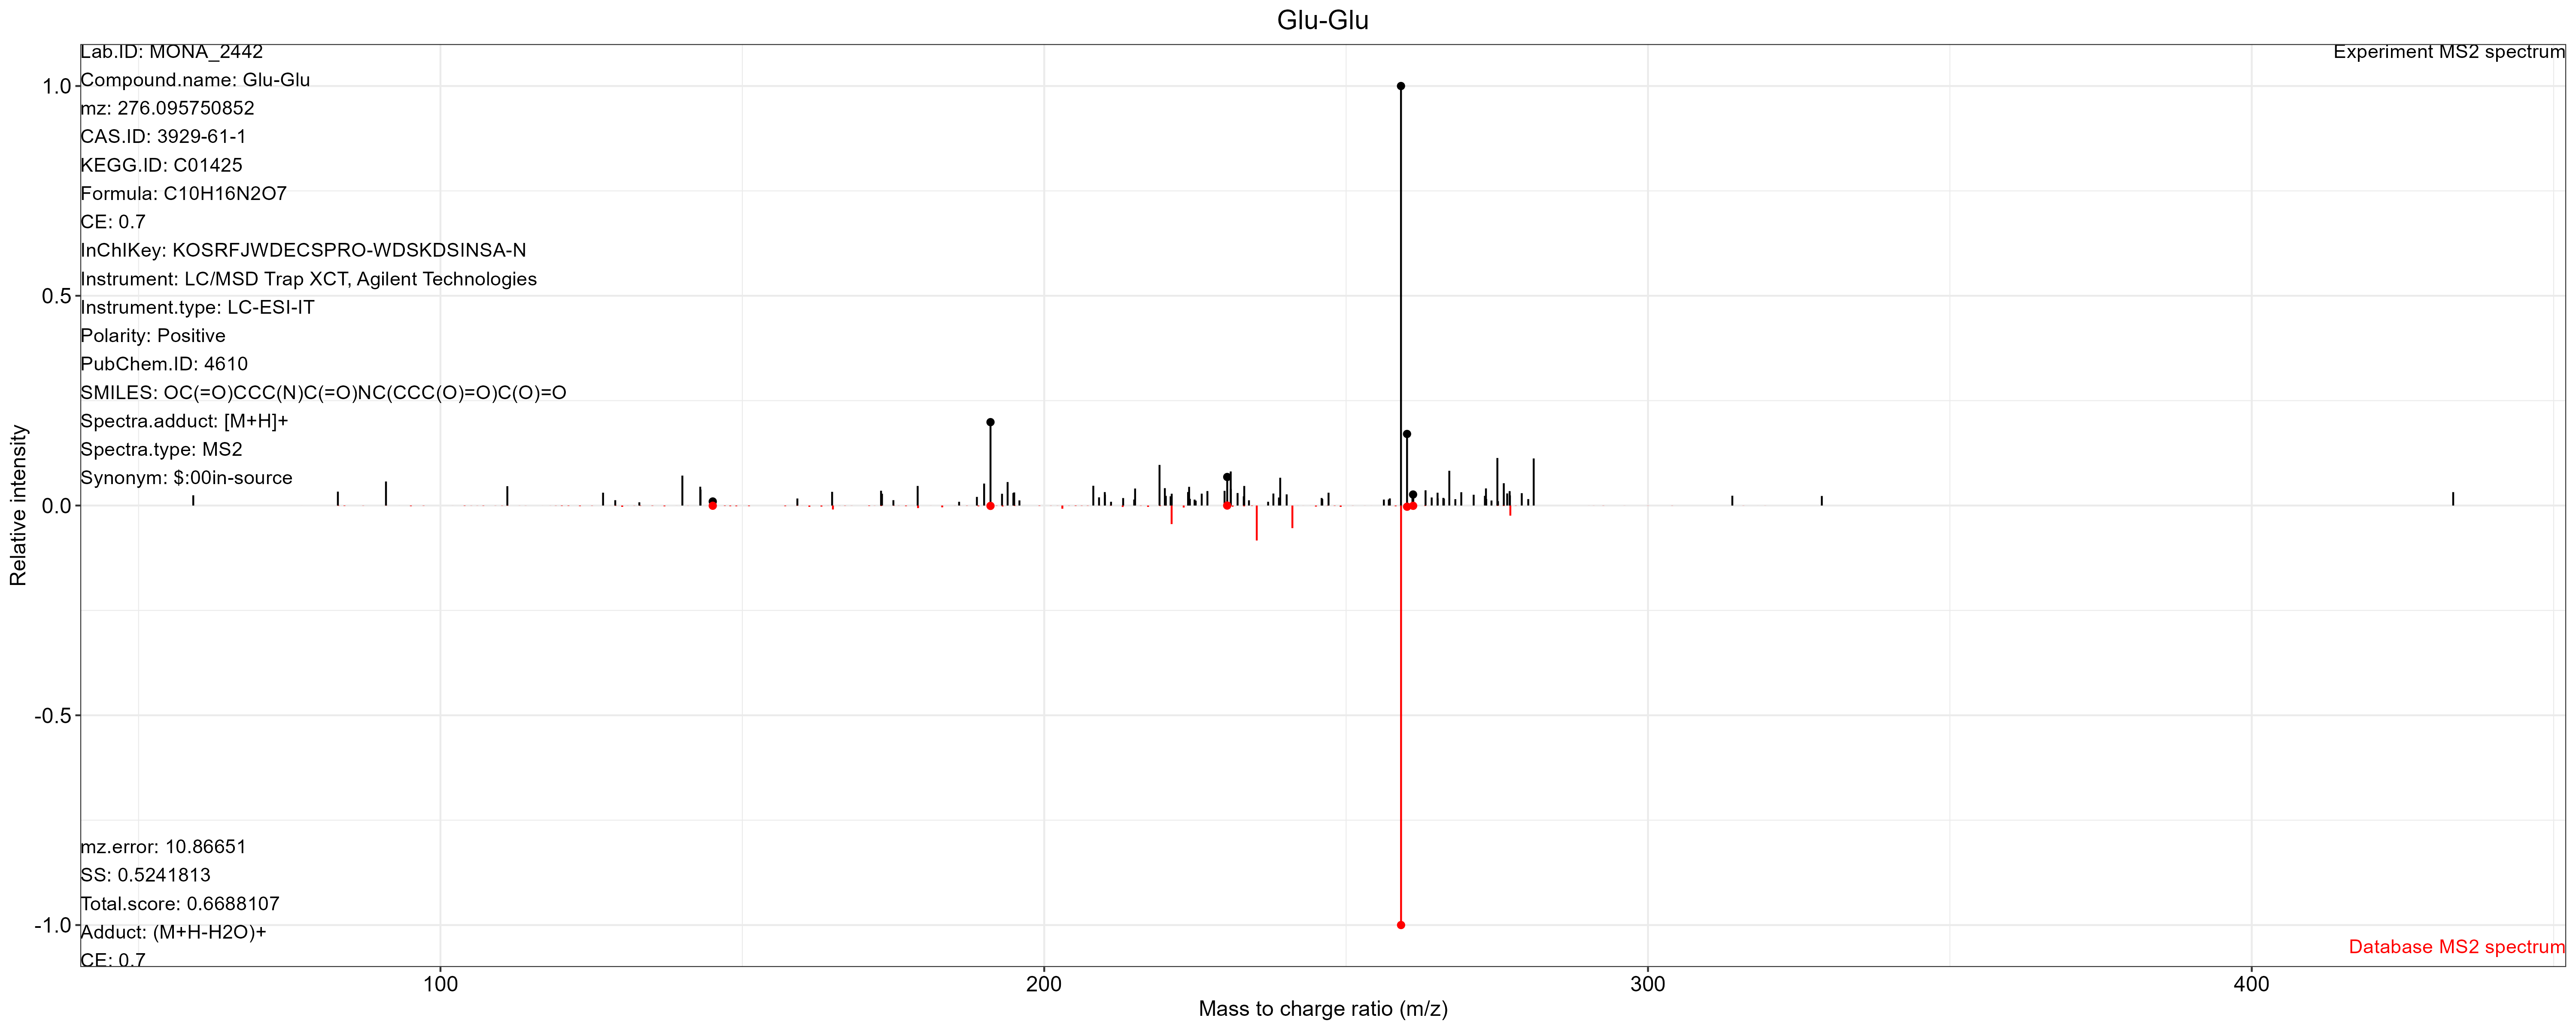 Glu-Glu
Lab.ID: MONA_2442
Experiment MS2 spectrum
Compound.name: Glu-Glu
mz: 276.095750852
CAS.ID: 3929-61-1
KEGG.ID: C01425
Formula: C10H16N2O7
CE: 0.7
InChIKey: KOSRFJWDECSPRO-WDSKDSINSA-N
Instrument: LC/MSD Trap XCT, Agilent Technologies
Instrument.type: LC-ESI-IT
Polarity: Positive
PubChem.ID: 4610
SMILES: OC(=O)CCC(N)C(=O)NC(CCC(O)=O)C(O)=O
Spectra.adduct: [M+H]+
Spectra.type: MS2
Synonym: $:00in-source
mz.error: 10.86651
SS: 0.5241813
Total.score: 0.6688107
Adduct: (M+H-H2O)+
CE: 0.7
Database MS2 spectrum
1.0
0.5
0.0
-0.5
-1.0
Relative intensity
100
200
300
400
Mass to charge ratio (m/z)